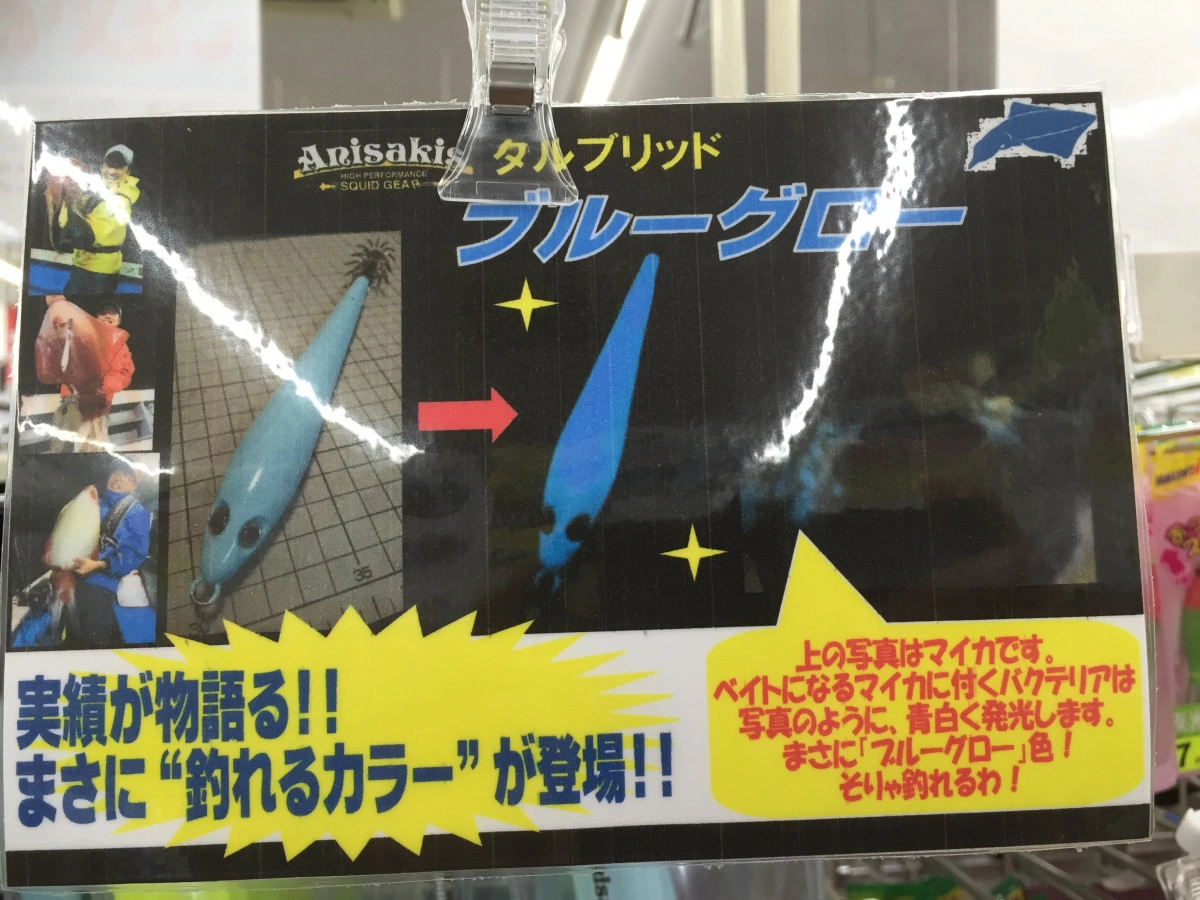 Anisakis
HIGH PERFORMANCE
SQUID GEAR
タルブリッド
ブルーグロー
35
実績が物語る!!
まさに“釣れるカラー”が登場!!
上の写真はマイカです。
ベイトになるマイカに付くバクテリアは
写真のように、青白く発光します。
まさに「ブルーグロー」色！
そりゃ釣れるわ！